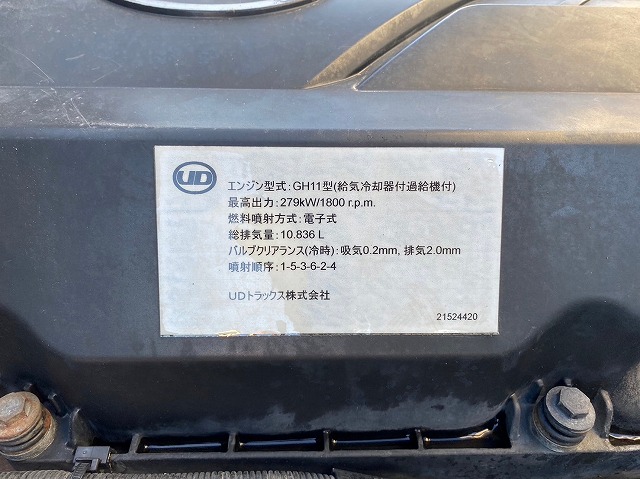 UD
エンジン型式:GH11型(給気冷却器付過給機付)
最高出力:279kW/1800 r.p.m.
燃料噴射方式:電子式
総排気量:10.836 L
バルブクリアランス(冷時):吸気0.2mm, 排気2.0mm
噴射順序:1-5-3-6-2-4
UDトラックス株式会社
21524420